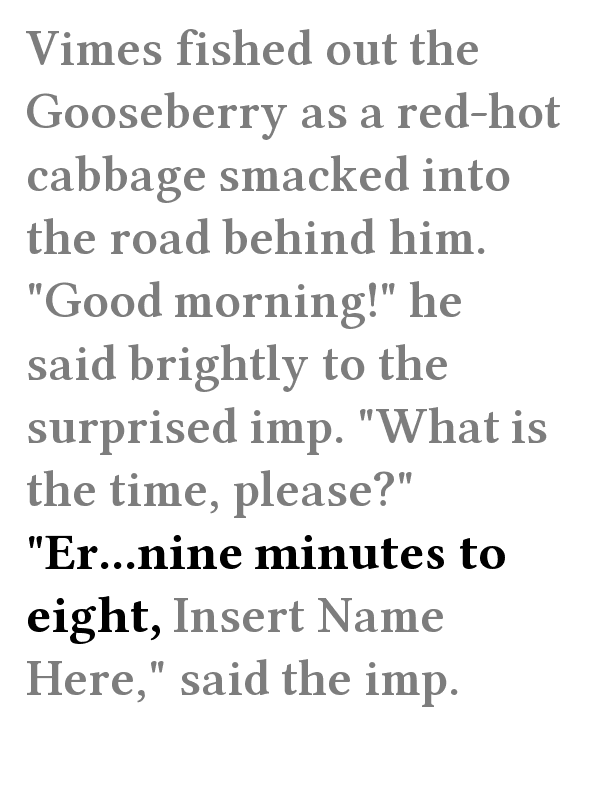 Vimes fished out the
Gooseberry as a red-hot
cabbage smacked into
the road behind him.
"Good morning!" he
said brightly to the
surprised imp. "What is
the time, please?"
"Er...nine minutes to
eight, Insert Name
Here," said the imp.